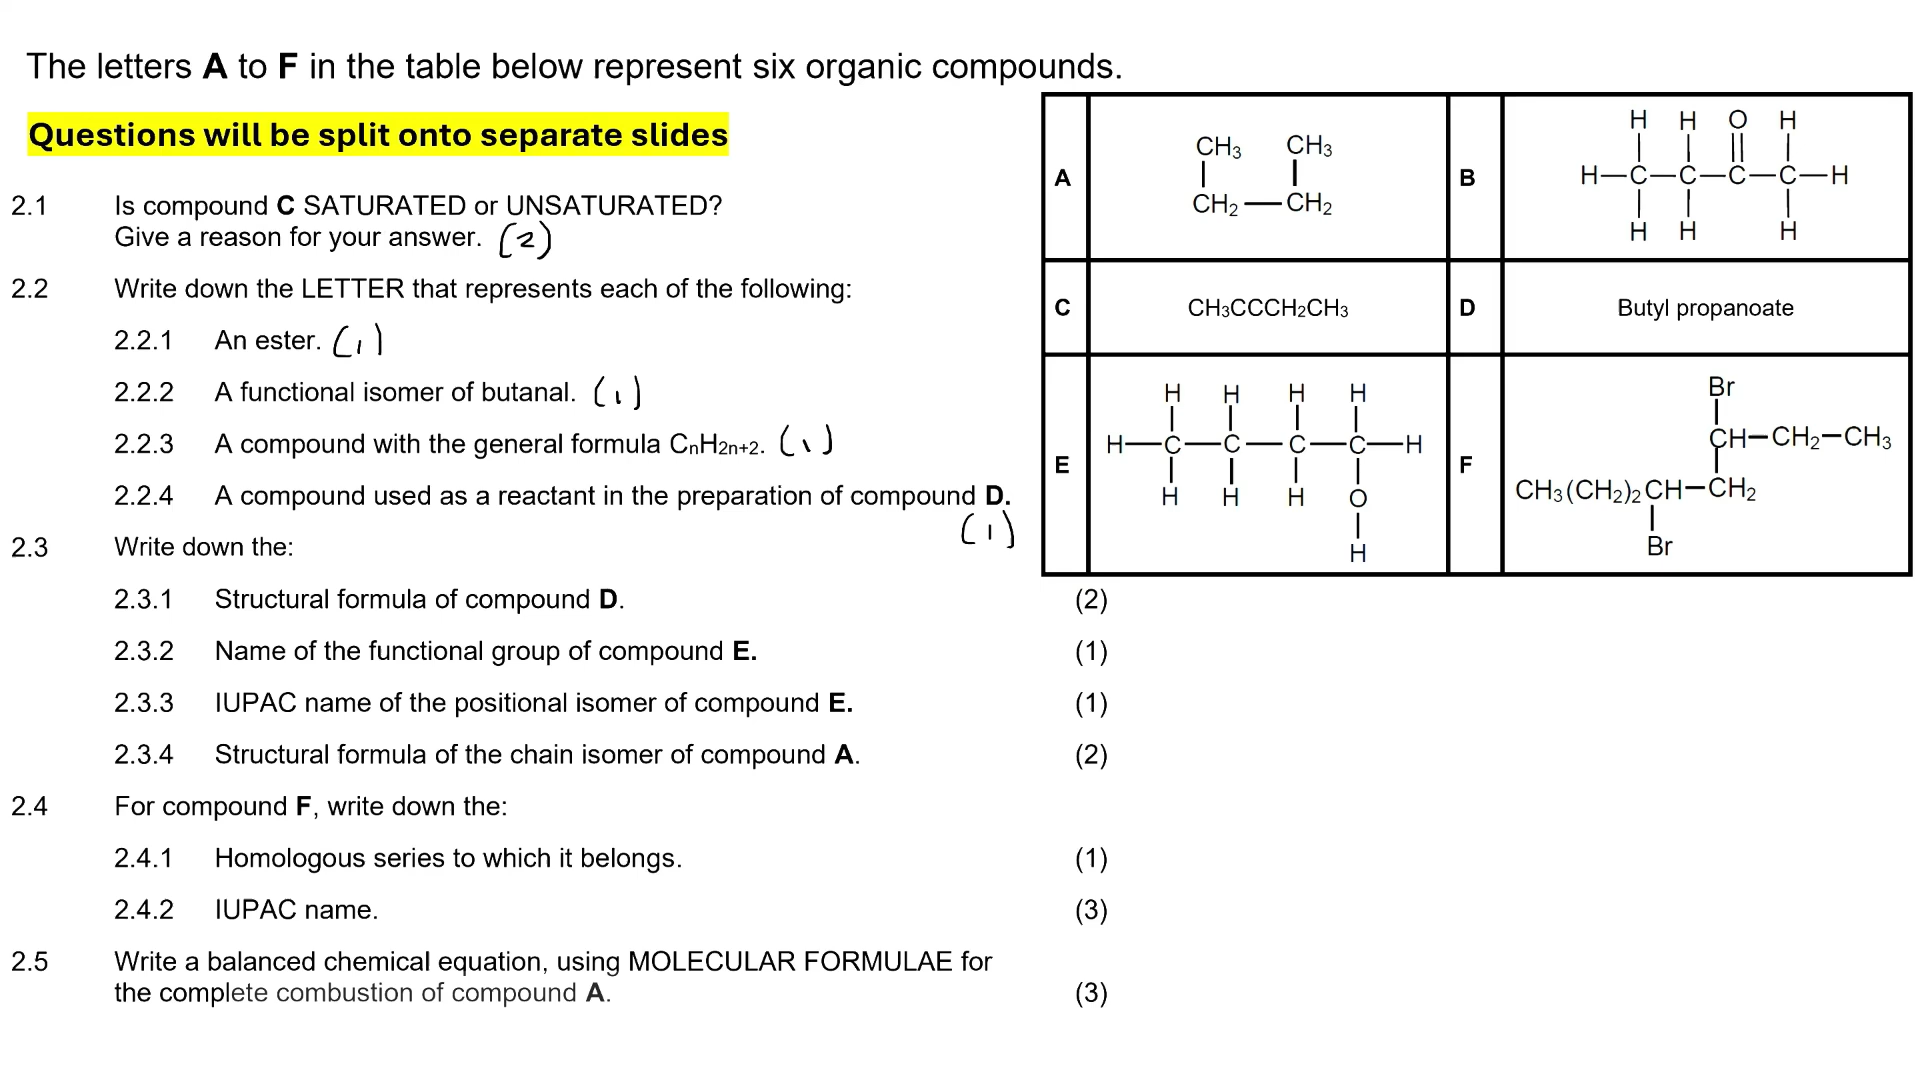 The letters A to F in the table below represent six organic compounds.
Questions will be split onto separate slides
2.1 Is compound C SATURATED or UNSATURATED?
Give a reason for your answer. (2)
2.2 Write down the LETTER that represents each of the following:
2.2.1 An ester. (1)
2.2.2 A functional isomer of butanal. (1)
2.2.3 A compound with the general formula CnH2n+2. (1)
2.2.4 A compound used as a reactant in the preparation of compound D.
(1)
2.3 Write down the:
2.3.1 Structural formula of compound D. (2)
2.3.2 Name of the functional group of compound E. (1)
2.3.3 IUPAC name of the positional isomer of compound E. (1)
2.3.4 Structural formula of the chain isomer of compound A. (2)
2.4 For compound F, write down the:
2.4.1 Homologous series to which it belongs. (1)
2.4.2 IUPAC name. (3)
2.5 Write a balanced chemical equation, using MOLECULAR FORMULAE for
the complete combustion of compound A. (3)
A
CH3 CH3
CH2—CH2
B
H H O H
H—C—C—C—C—H
H H H
C
CH3CCCH2CH3
D
Butyl propanoate
E
H H H H
H—C—C—C—C—H
H H H O
H
F
Br
CH—CH2—CH3
CH3(CH2)2CH—CH2
Br